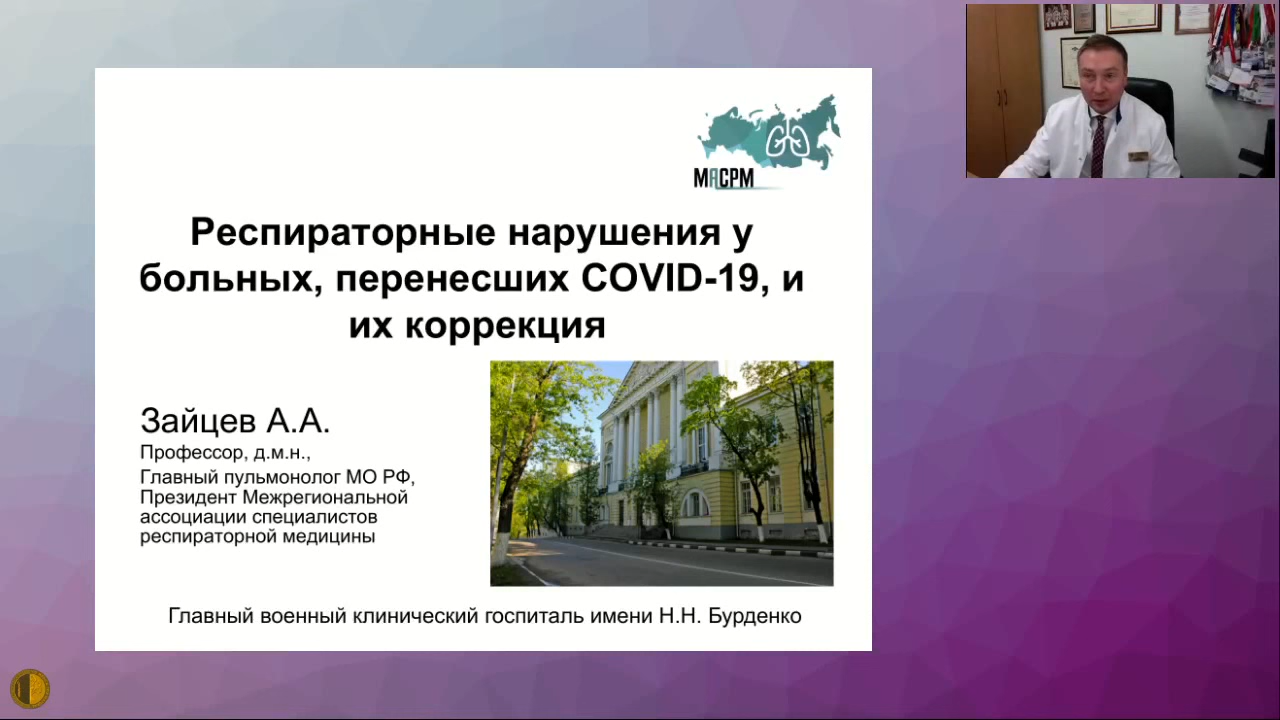 МАСРМ
Респираторные нарушения у
больных, перенесших COVID-19, и
их коррекция
Зайцев А.А.
Профессор, д.м.н.,
Главный пульмонолог МО РФ,
Президент Межрегиональной
ассоциации специалистов
респираторной медицины
Главный военный клинический госпиталь имени Н.Н. Бурденко